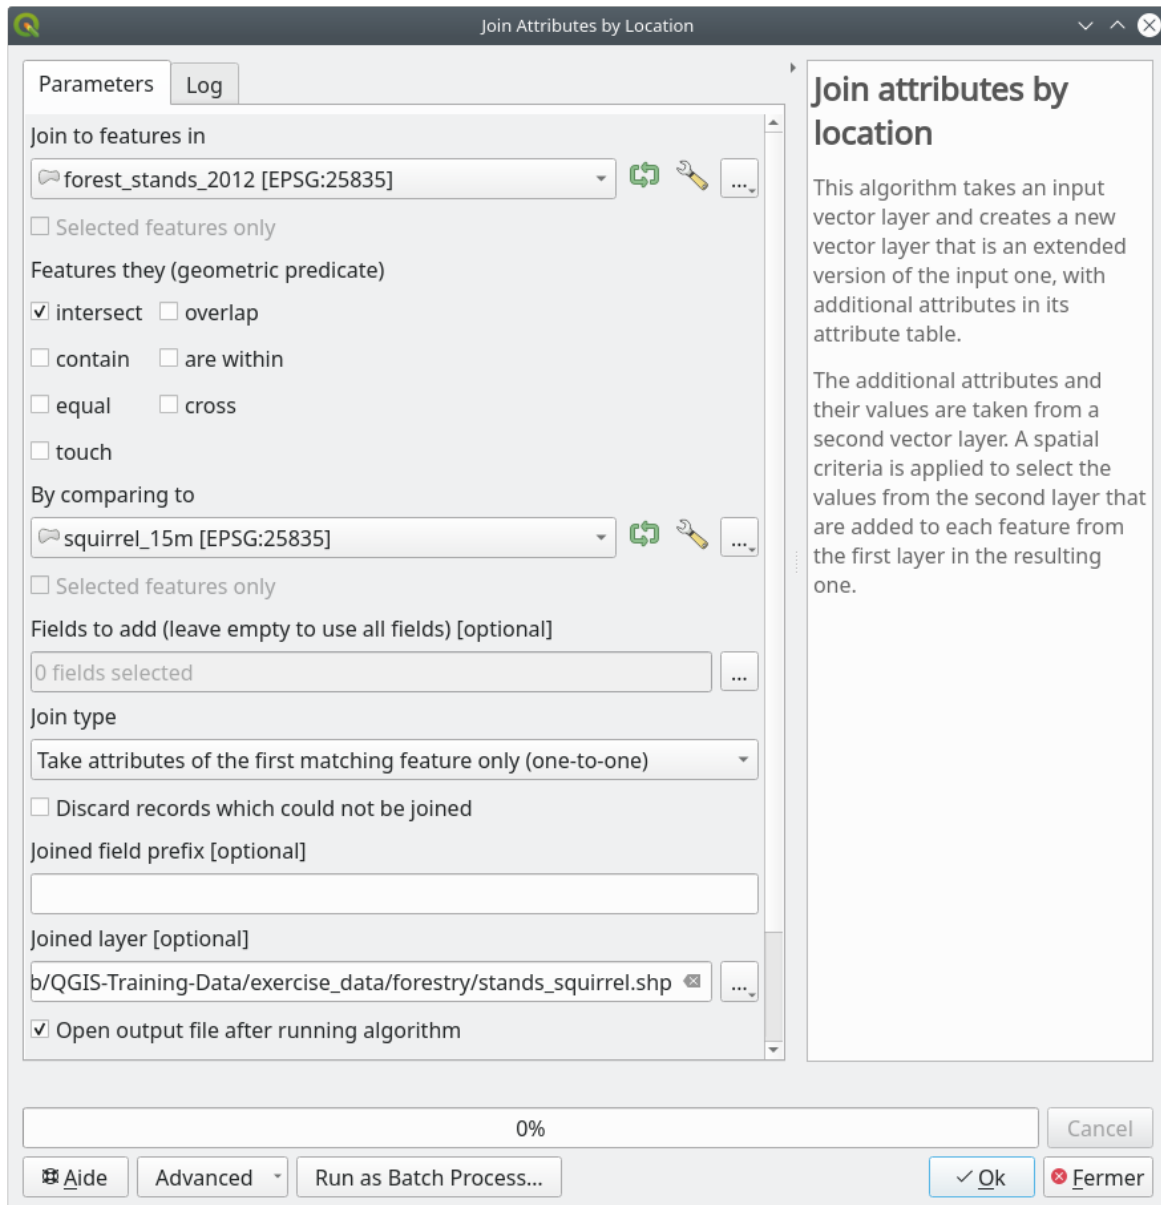 Join Attributes by Location
Parameters
Log
Join to features in
forest_stands_2012 [EPSG:25835]
...
Selected features only
Features they (geometric predicate)
intersect
overlap
contain
are within
equal
cross
touch
By comparing to
squirrel_15m [EPSG:25835]
...
Selected features only
Fields to add (leave empty to use all fields) [optional]
0 fields selected
...
Join type
Take attributes of the first matching feature only (one-to-one)
Discard records which could not be joined
Joined field prefix [optional]
Joined layer [optional]
b/QGIS-Training-Data/exercise_data/forestry/stands_squirrel.shp
...
Open output file after running algorithm
Join attributes by
location
This algorithm takes an input
vector layer and creates a new
vector layer that is an extended
version of the input one, with
additional attributes in its
attribute table.
The additional attributes and
their values are taken from a
second vector layer. A spatial
criteria is applied to select the
values from the second layer that
are added to each feature from
the first layer in the resulting
one.
0%
Cancel
Aide
Advanced
Run as Batch Process...
Ok
Fermer